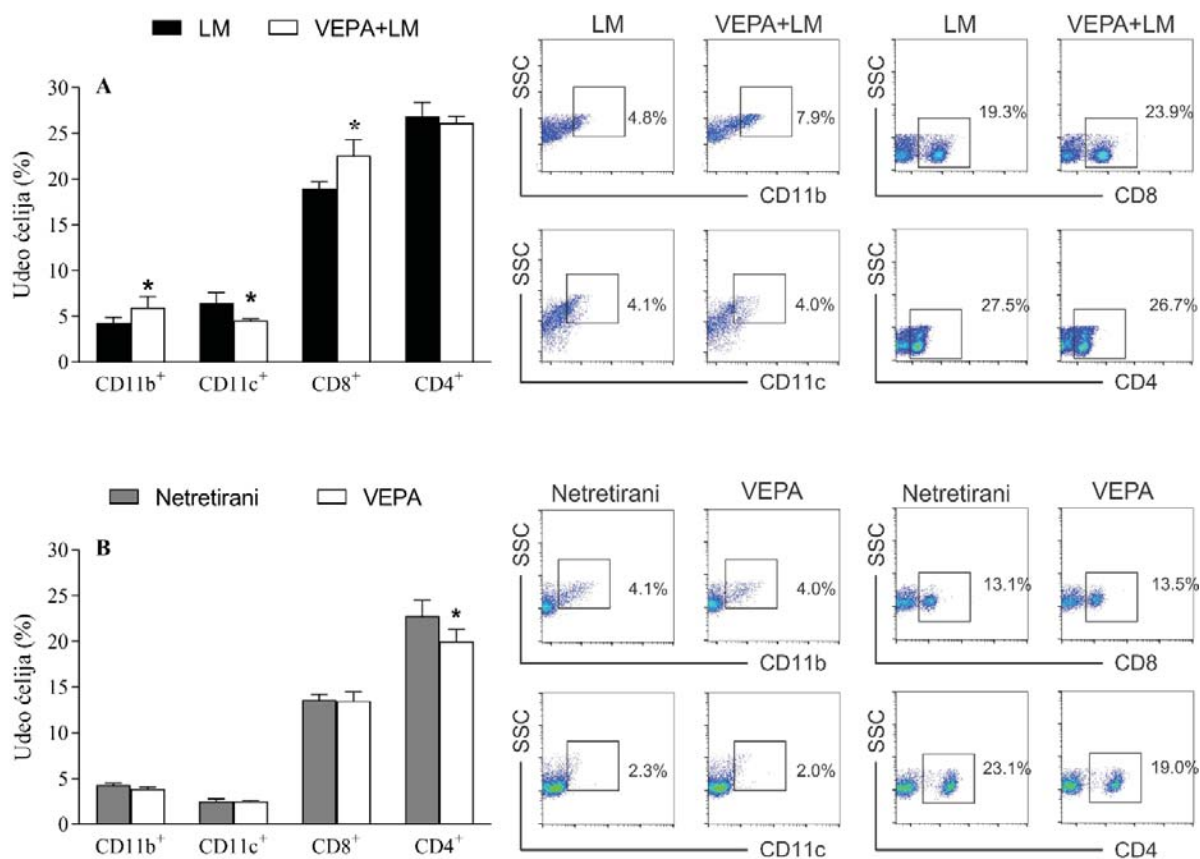 LM VEPA+LM
A
Udeo ćelija (%)
30
25
20
15
10
5
0
* * *
CD11b+ CD11c+ CD8+ CD4+
LM VEPA+LM
SSC
4.8% 7.9%
CD11b
SSC
4.1% 4.0%
CD11c
LM VEPA+LM
SSC
19.3% 23.9%
CD8
SSC
27.5% 26.7%
CD4
Netretirani VEPA
B
Udeo ćelija (%)
30
25
20
15
10
5
0
*
CD11b+ CD11c+ CD8+ CD4+
Netretirani VEPA
SSC
4.1% 4.0%
CD11b
SSC
2.3% 2.0%
CD11c
Netretirani VEPA
SSC
13.1% 13.5%
CD8
SSC
23.1% 19.0%
CD4